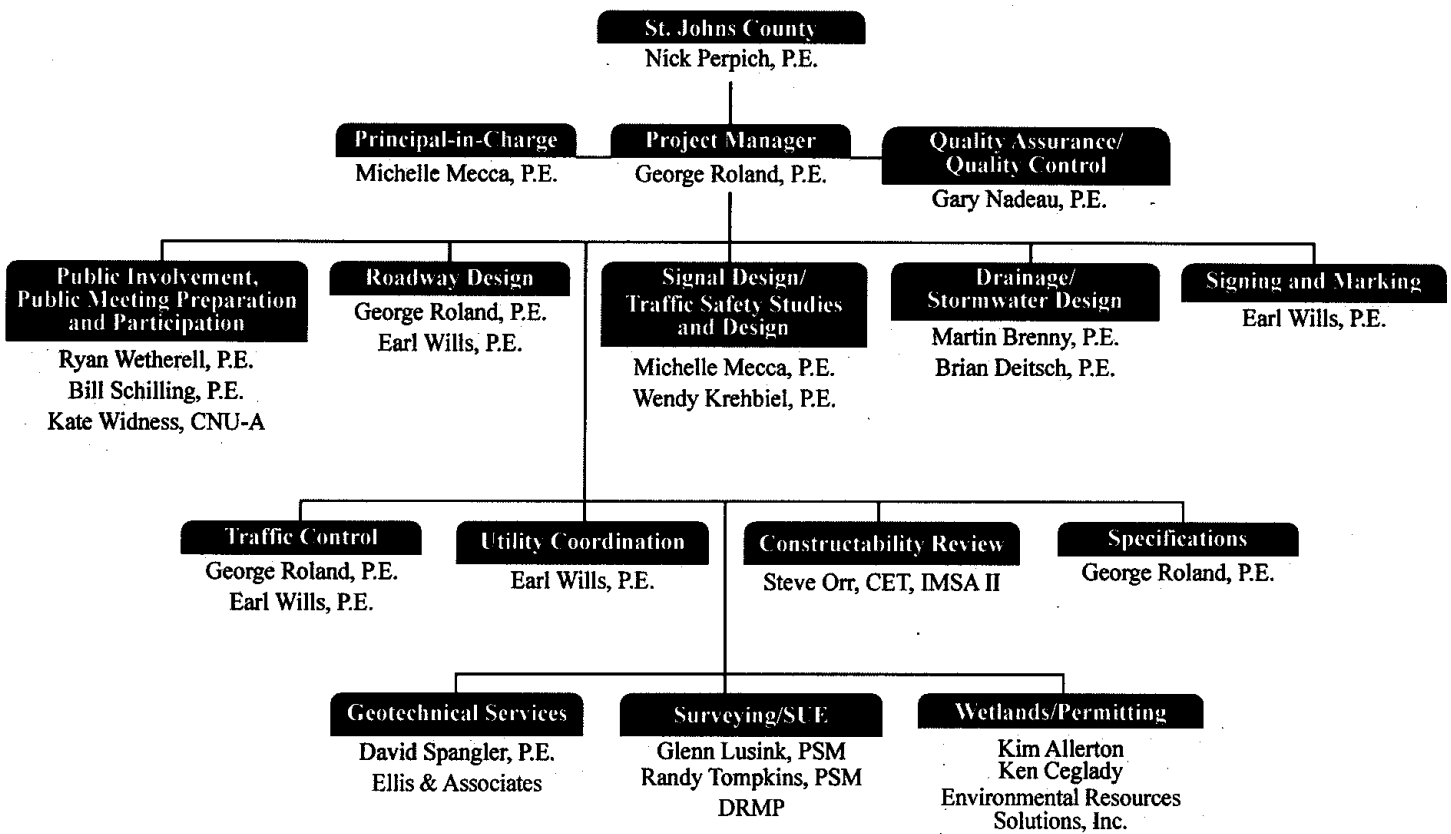 St. Johns County
Nick Perpich, P.E.
Principal-in-Charge
Michelle Mecca, P.E.
Project Manager
George Roland, P.E.
Quality Assurance/
Quality Control
Gary Nadeau, P.E.
Public Involvement,
Public Meeting Preparation
and Participation
Ryan Wetherell, P.E.
Bill Schilling, P.E.
Kate Widness, CNU-A
Roadway Design
George Roland, P.E.
Earl Wills, P.E.
Signal Design/
Traffic Safety Studies
and Design
Michelle Mecca, P.E.
Wendy Krehbiel, P.E.
Drainage/
Stormwater Design
Martin Brenny, P.E.
Brian Deitsch, P.E.
Signing and Marking
Earl Wills, P.E.
Traffic Control
George Roland, P.E.
Earl Wills, P.E.
Utility Coordination
Earl Wills, P.E.
Constructability Review
Steve Orr, CET, IMSA II
Specifications
George Roland, P.E.
Geotechnical Services
David Spangler, P.E.
Ellis & Associates
Surveying/SUE
Glenn Lusink, PSM
Randy Tompkins, PSM
DRMP
Wetlands/Permitting
Kim Allerton
Ken Ceglady
Environmental Resources
Solutions, Inc.